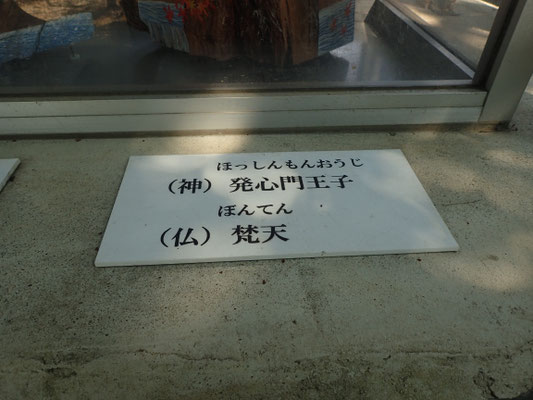 ほっしんもんおうじ
（神） 発心門王子
ぼんてん
（仏） 梵天